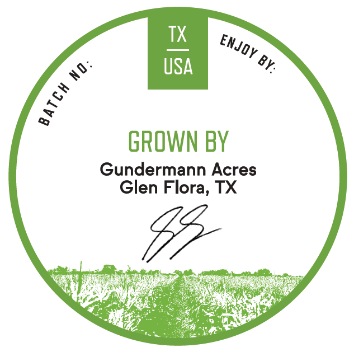 TX
USA
BATCH NO:
ENJOY BY:
GROWN BY
Gundermann Acres
Glen Flora, TX